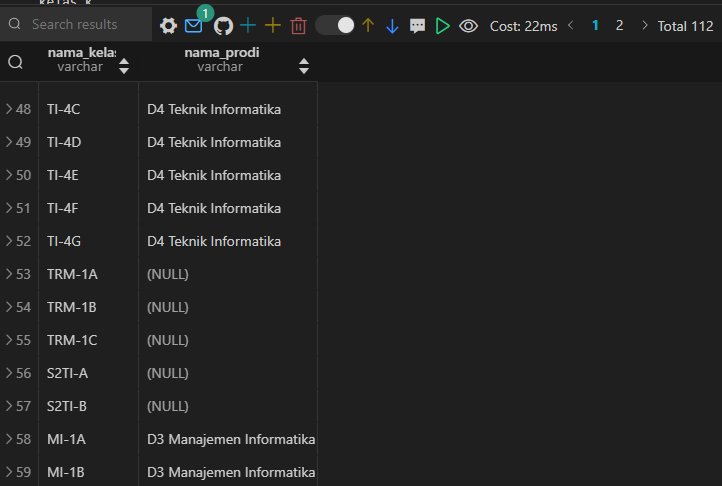 kelas k
Search results 1 Cost: 22ms 1 2 Total 112
nama_kelas nama_prodi
varchar varchar
48 TI-4C D4 Teknik Informatika
49 TI-4D D4 Teknik Informatika
50 TI-4E D4 Teknik Informatika
51 TI-4F D4 Teknik Informatika
52 TI-4G D4 Teknik Informatika
53 TRM-1A (NULL)
54 TRM-1B (NULL)
55 TRM-1C (NULL)
56 S2TI-A (NULL)
57 S2TI-B (NULL)
58 MI-1A D3 Manajemen Informatika
59 MI-1B D3 Manajemen Informatika